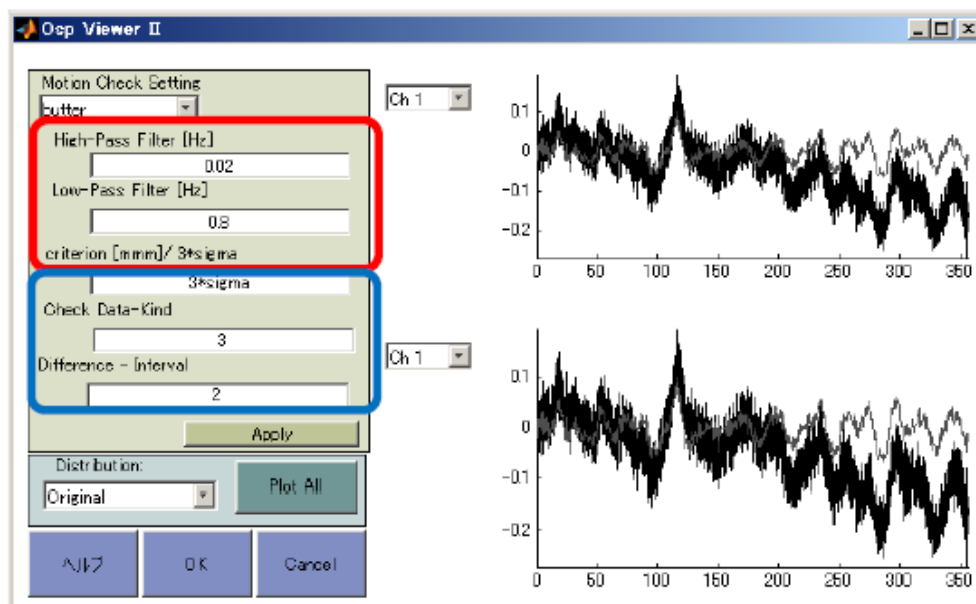 Osp Viewer II
Motion Check Setting
butter
High-Pass Filter [Hz]
0.02
Low-Pass Filter [Hz]
0.8
criterion [mmm]/ 3*sigma
3*sigma
Check Data-Kind
3
Difference - Interval
2
Apply
Distribution:
Original
Plot All
ヘルプ
OK
Cancel
Ch 1
0.1
0
-0.1
-0.2
0 50 100 150 200 250 300 350
Ch 1
0.1
0
-0.1
-0.2
0 50 100 150 200 250 300 350